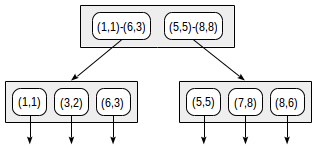 (1,1)-(6,3) (5,5)-(8,8)
(1,1) (3,2) (6,3) (5,5) (7,8) (8,6)